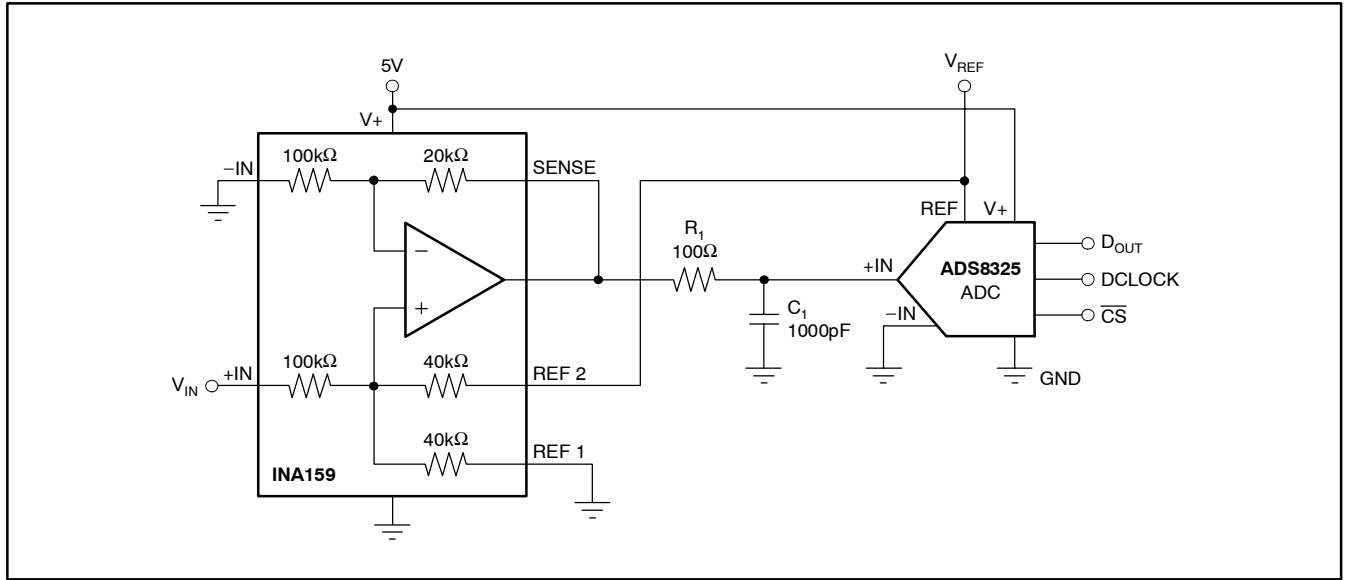 5V
V+
VREF
−IN
100kΩ
20kΩ
SENSE
−
+
R1
100Ω
C1
1000pF
REF
V+
+IN
−IN
ADS8325
ADC
DOUT
DCLOCK
CS
GND
VIN
+IN
100kΩ
40kΩ
REF 2
40kΩ
REF 1
INA159